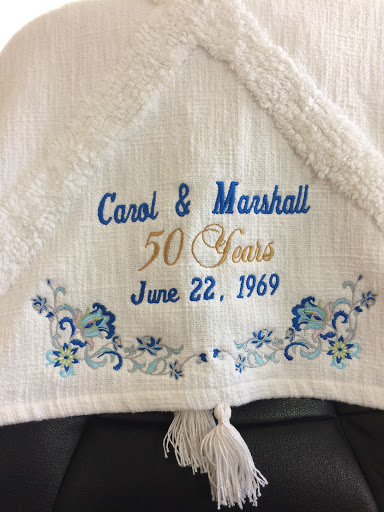 Carol & Marshall
50 Years
June 22, 1969